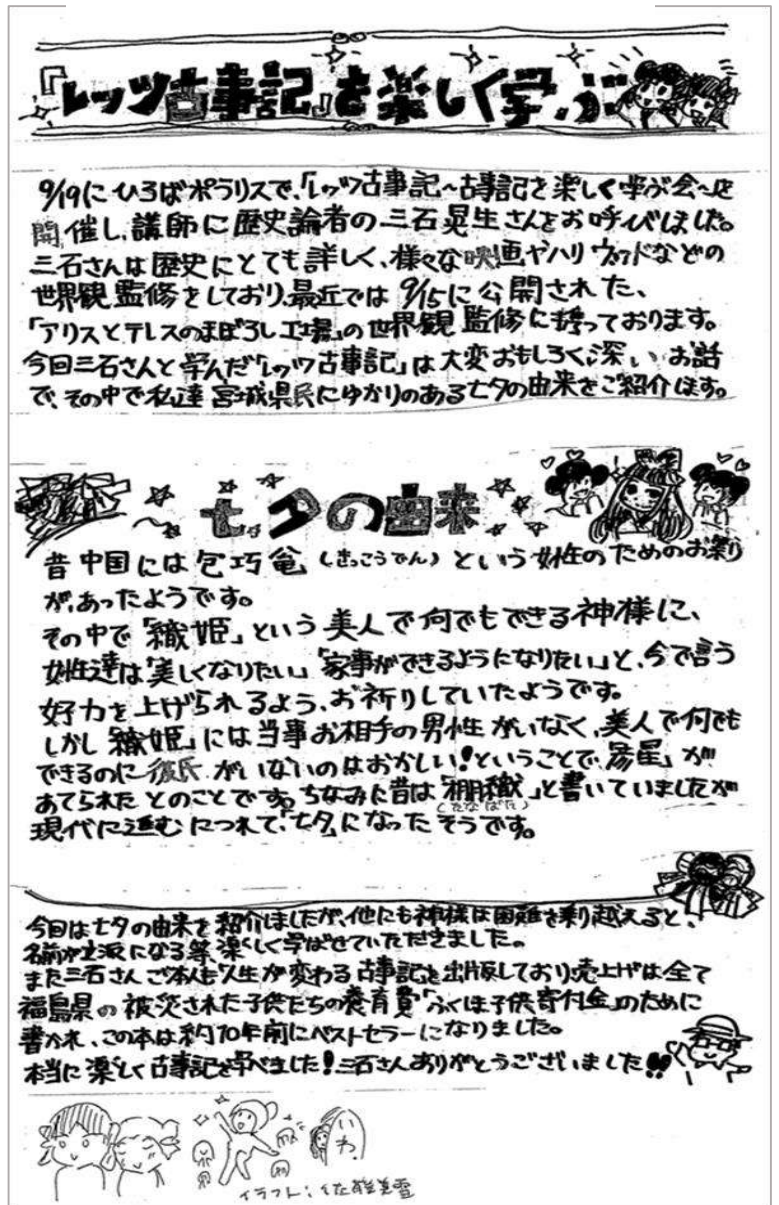 『レッツ古事記』を楽しく学ぶ
9/19にひろばポラリスで、「レッツ古事記〜古事記を楽しく学ぶ会〜」を
開催し、講師に歴史論者の三石晃生さんをお呼びしました。
三石さんは歴史にとても詳しく、様々な映画やハリウッドなどの
世界観監修をしており、最近では9/15に公開された、
「アリスとテレスのまぼろし工場」の世界観監修にも携っております。
今回三石さんと学んだ「レッツ古事記」は大変おもしろく、深いお話
で、その中で私達宮城県民にゆかりのある七夕の由来をご紹介します。
七夕の由来
昔中国には乞巧奠(きっこうでん)という女性のためのお祭り
が、あったようです。
その中で「織姫」という美人で何でもできる神様に、
女性達は「美しくなりたい」「家事ができるようになりたい」と、今で言う
女子力を上げられるよう、お祈りしていたようです。
しかし「織姫」には当事お相手の男性がいなく、美人で何でも
できるのに彼氏がいないのはおかしい!ということで「彦星」が
あてられたとのことです。ちなみに昔は「棚機」と書いていましたが
(たなばた)
現代に進むにつれて、「七夕」になったそうです。
今回は七夕の由来を紹介しましたが、他にも神様は困難を乗り越えると、
名前が立派になる等、楽しく学ばせていただきました。
また三石さんご本人も「人生が変わる古事記」を出版しており、売上げは全て
福島県の被災された子供たちの養育費「ふくしま子供寄付金」のために
書かれ、この本は約10年前にベストセラーになりました。
本当に楽しく古事記を学べました!三石さんありがとうございました!!
いわ
イラスト:佐 美雪